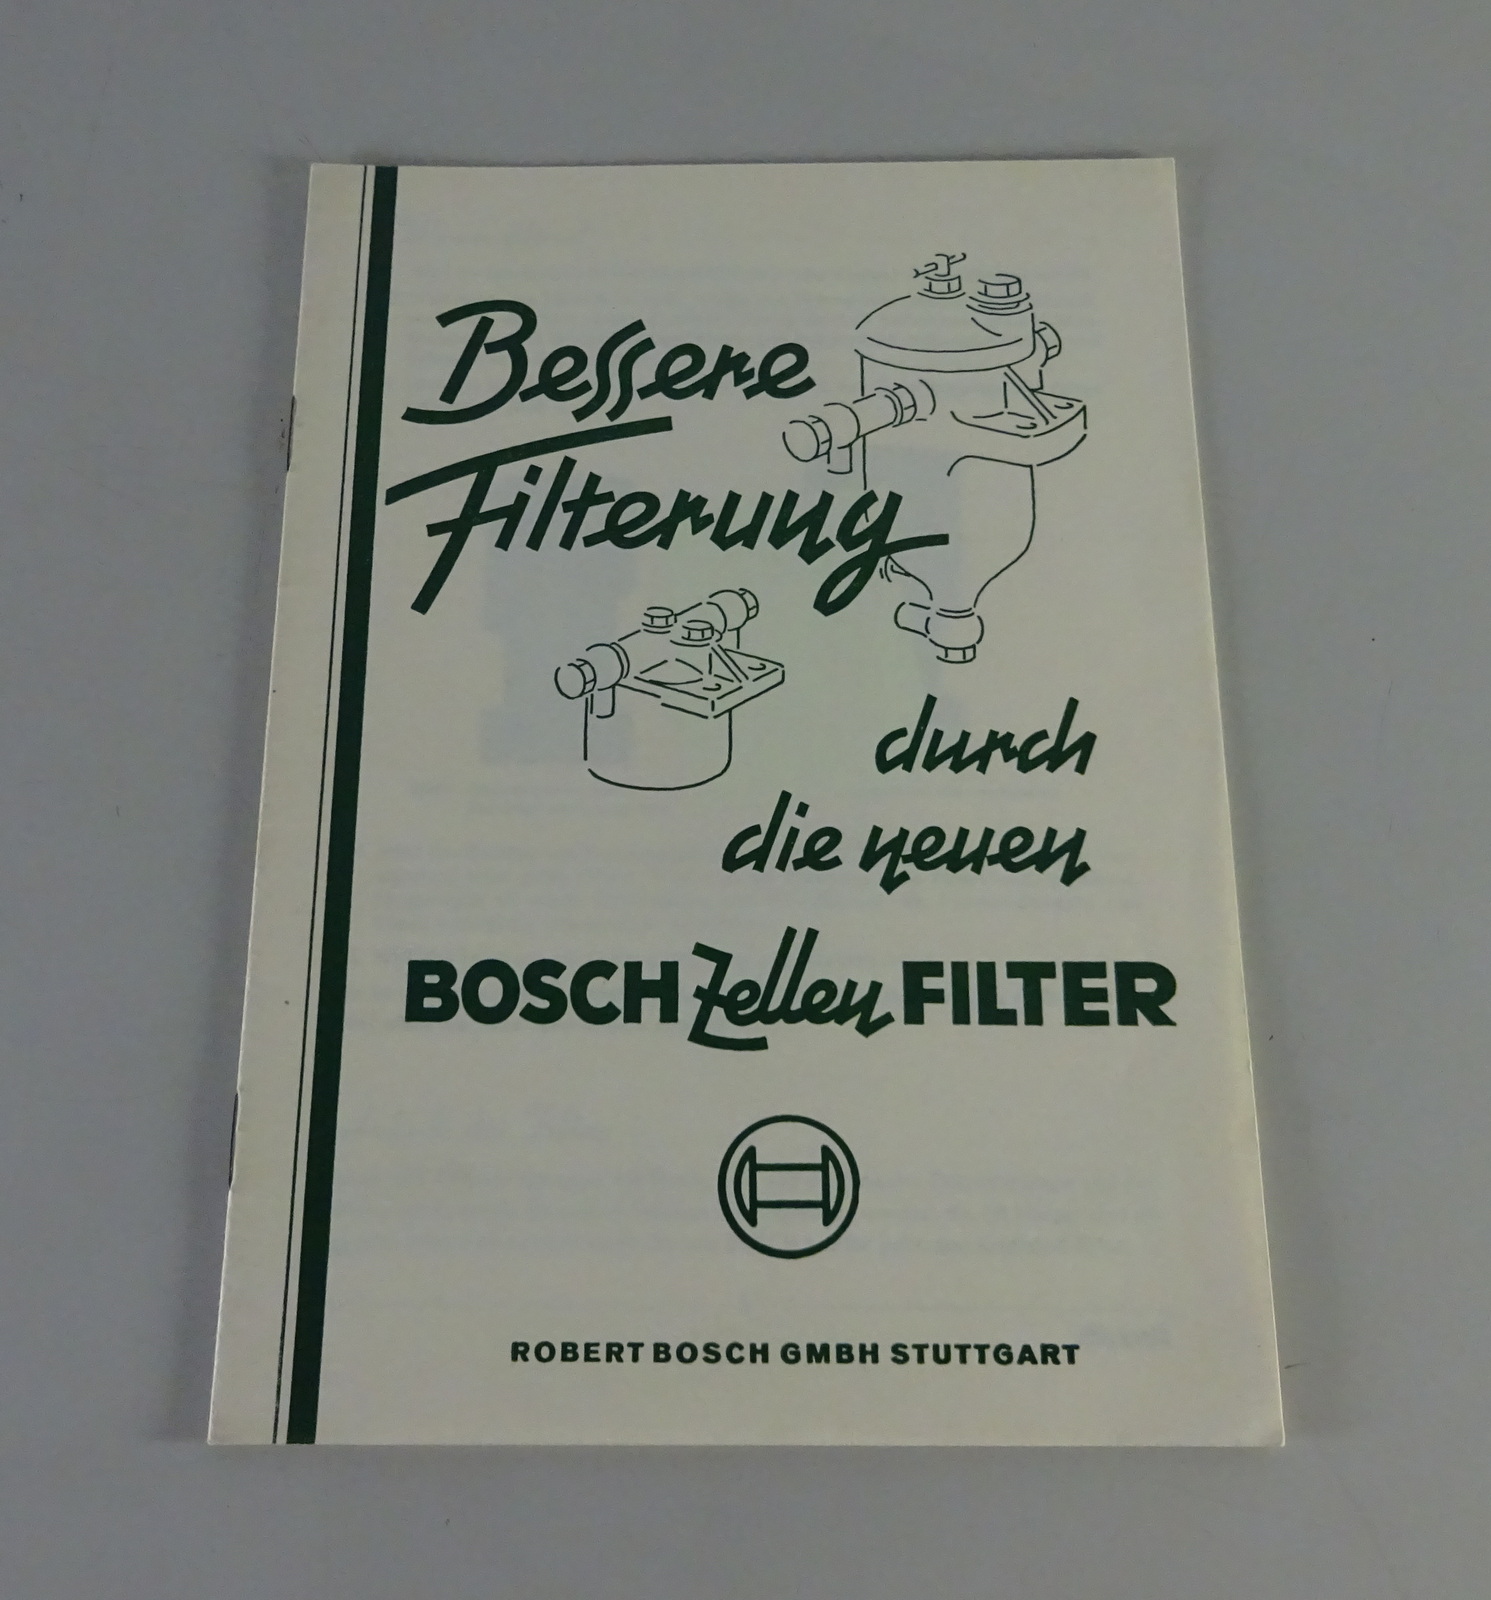 Bessere
Filterung
durch
die neuen
BOSCH Zellen FILTER
ROBERT BOSCH GMBH STUTTGART